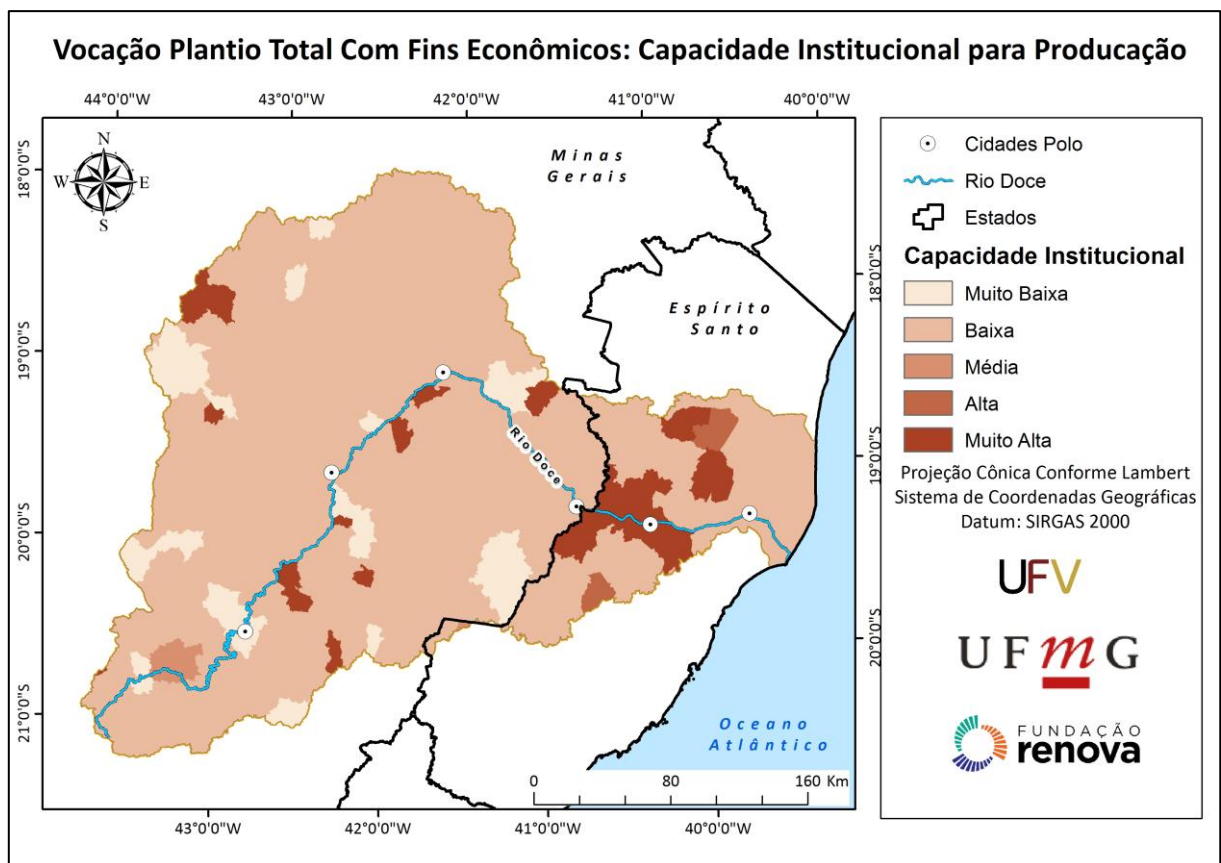 Vocação Plantio Total Com Fins Econômicos: Capacidade Institucional para Producação
44°0'0"W
43°0'0"W
42°0'0"W
41°0'0"W
40°0'0"W
18°0'0"S
19°0'0"S
20°0'0"S
21°0'0"S
N
W
E
S
Minas
Gerais
Espírito
Santo
Rio Doce
Oceano
Atlântico
0
80
160 Km
18°0'0"S
19°0'0"S
20°0'0"S
43°0'0"W
42°0'0"W
41°0'0"W
40°0'0"W
Cidades Polo
Rio Doce
Estados
Capacidade Institucional
Muito Baixa
Baixa
Média
Alta
Muito Alta
Projeção Cônica Conforme Lambert
Sistema de Coordenadas Geográficas
Datum: SIRGAS 2000
UFV
UFmG
FUNDAÇÃO
renova